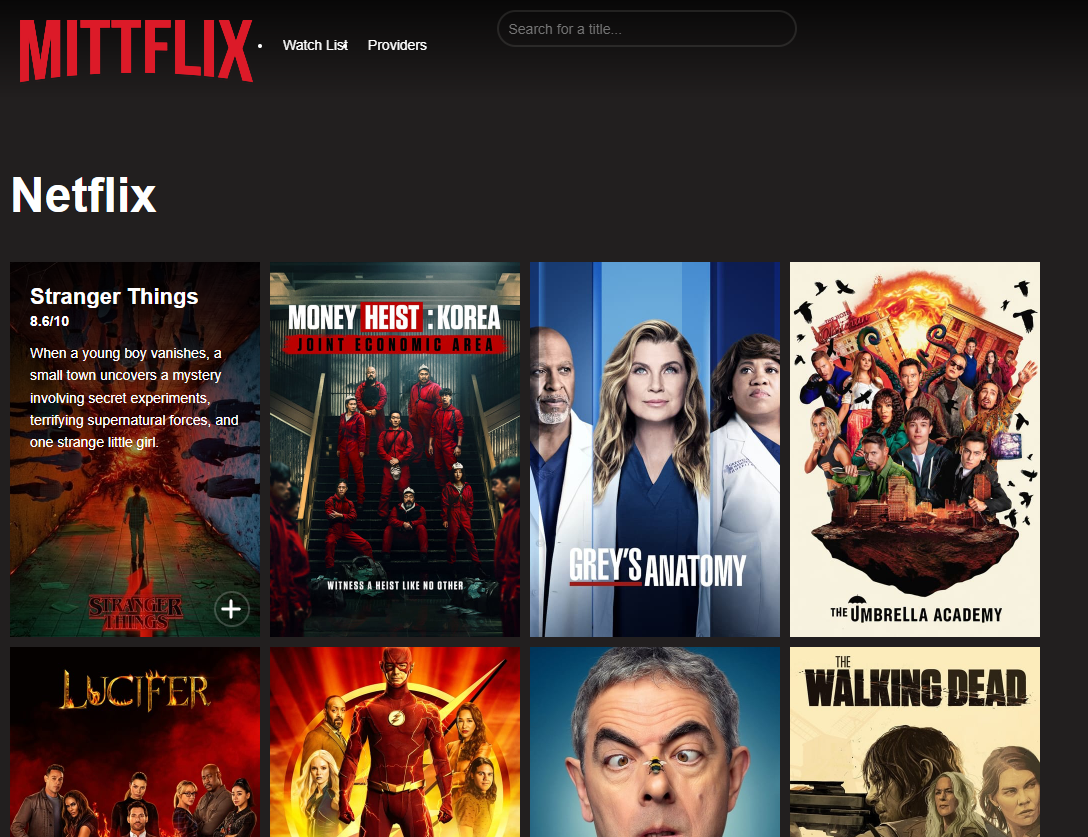 MITTFLIX
Watch List
Providers
Search for a title...
Netflix
Stranger Things
8.6/10
When a young boy vanishes, a
small town uncovers a mystery
involving secret experiments,
terrifying supernatural forces, and
one strange little girl.
STRANGER
THINGS
MONEY HEIST : KOREA
JOINT ECONOMIC AREA
WITNESS A HEIST LIKE NO OTHER
GREY'S ANATOMY
THE UMBRELLA ACADEMY
LUCIFER
THE
WALKING DEAD